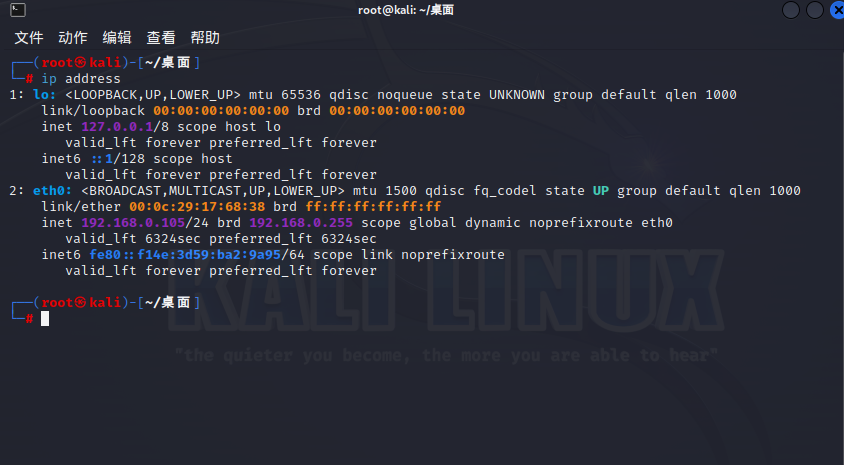 root@kali: ~/桌面
文件 动作 编辑 查看 帮助
┌──(root㉿kali)-[~/桌面]
└─# ip address
1: lo: <LOOPBACK,UP,LOWER_UP> mtu 65536 qdisc noqueue state UNKNOWN group default qlen 1000
    link/loopback 00:00:00:00:00:00 brd 00:00:00:00:00:00
    inet 127.0.0.1/8 scope host lo
       valid_lft forever preferred_lft forever
    inet6 ::1/128 scope host
       valid_lft forever preferred_lft forever
2: eth0: <BROADCAST,MULTICAST,UP,LOWER_UP> mtu 1500 qdisc fq_codel state UP group default qlen 1000
    link/ether 00:0c:29:17:68:38 brd ff:ff:ff:ff:ff:ff
    inet 192.168.0.105/24 brd 192.168.0.255 scope global dynamic noprefixroute eth0
       valid_lft 6324sec preferred_lft 6324sec
    inet6 fe80::f14e:3d59:ba2:9a95/64 scope link noprefixroute
       valid_lft forever preferred_lft forever
┌──(root㉿kali)-[~/桌面]
└─#
KALI LINUX
"the quieter you become, the more you are able to hear"